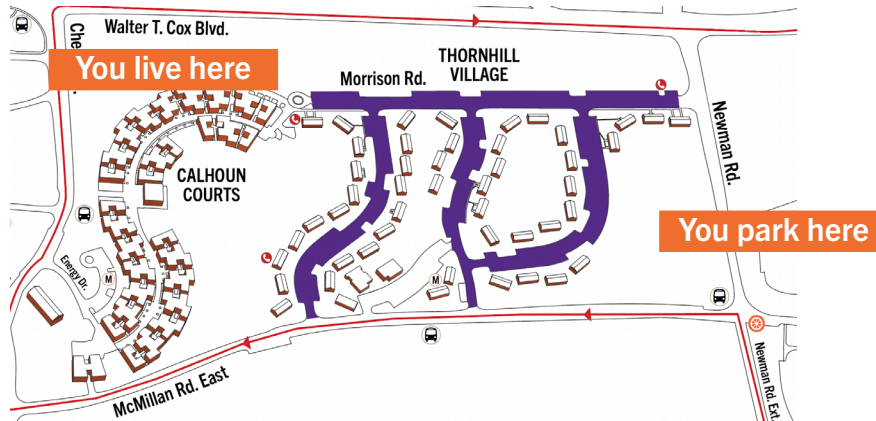 Walter T. Cox Blvd.
Che
You live here
THORNHILL
VILLAGE
Morrison Rd.
Newman Rd.
CALHOUN
COURTS
You park here
Energy Dr.
M
M
Newman Rd. Ext.
McMillan Rd. East